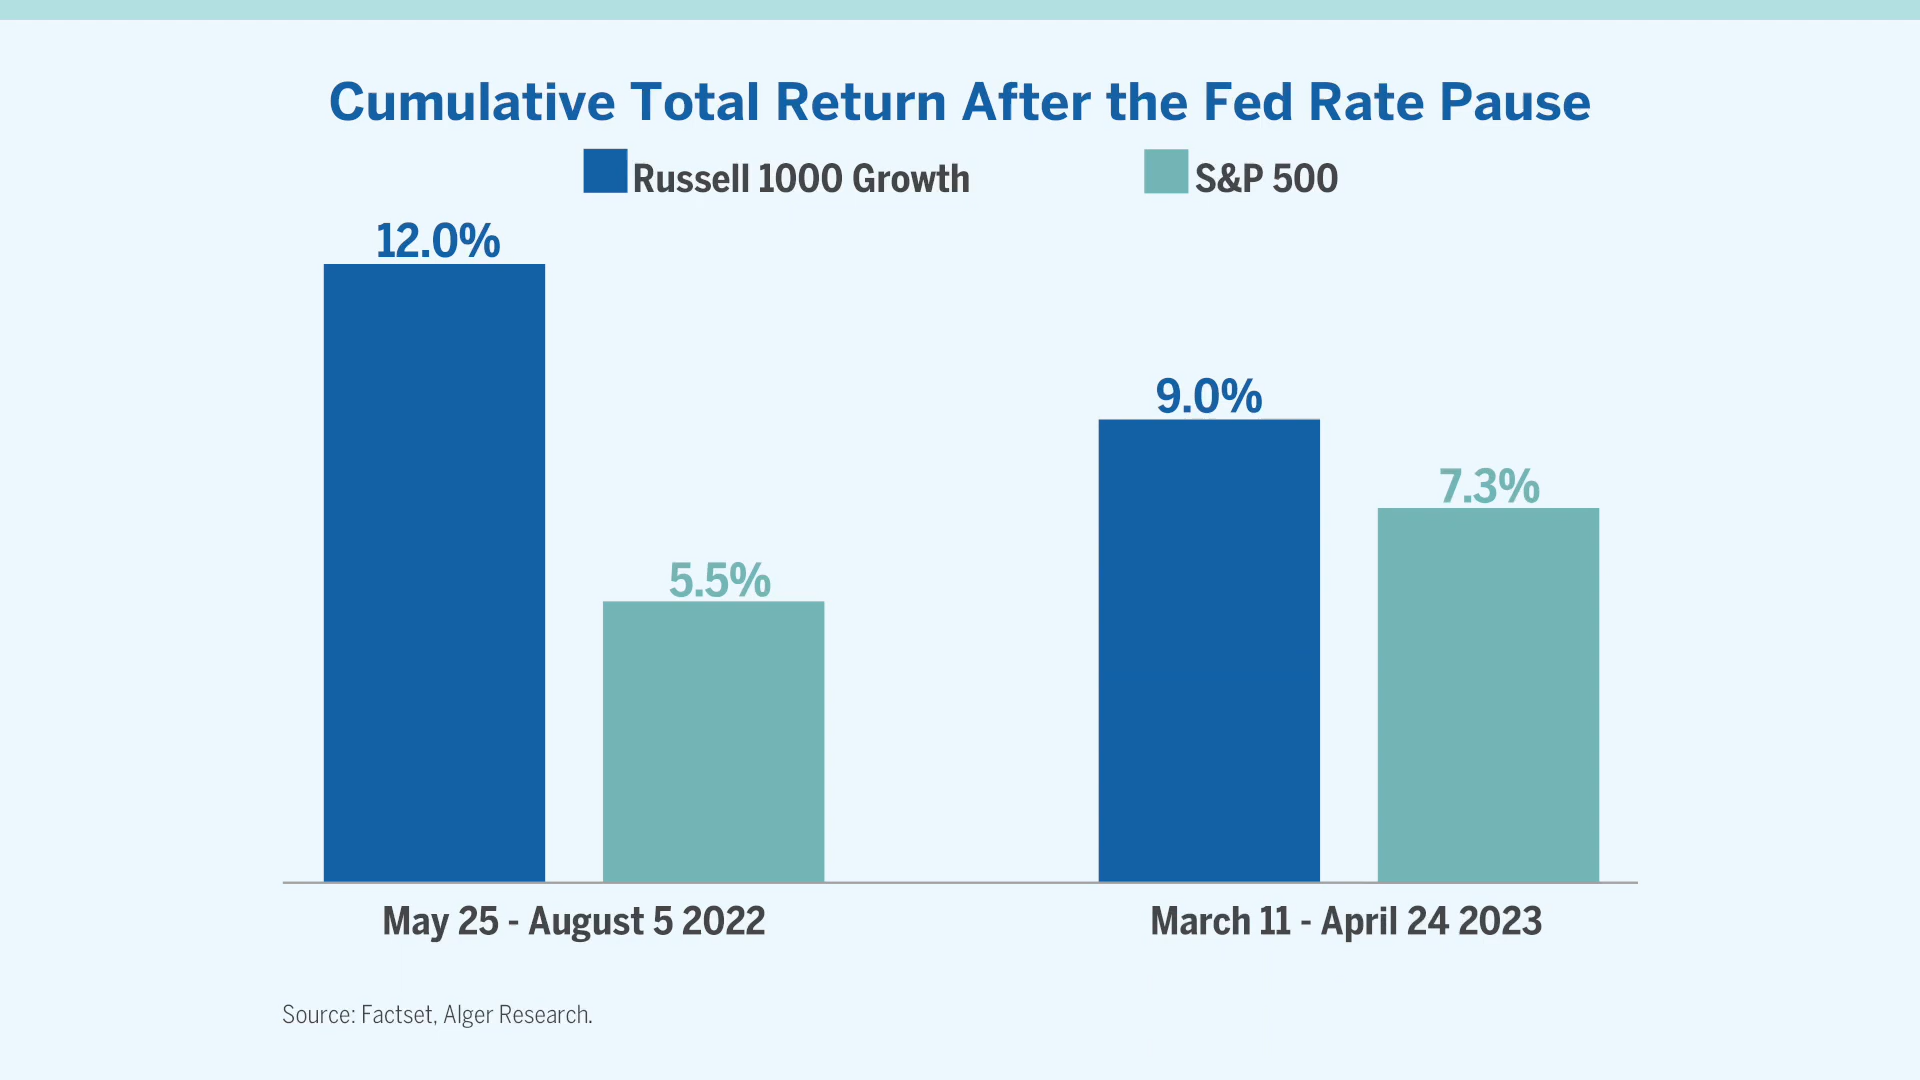 Cumulative Total Return After the Fed Rate Pause
Russell 1000 Growth S&P 500
12.0%
9.0%
7.3%
5.5%
May 25 - August 5 2022 March 11 - April 24 2023
Source: Factset, Alger Research.